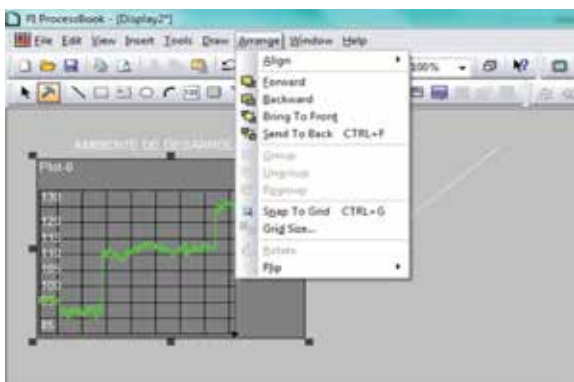 PI ProcessBook - [Display2*]
File Edit View Insert Tools Draw Arrange Window Help
100%
Align
Forward
Backward
Bring To Front
Send To Back CTRL+F
Group
Ungroup
Regroup
Snap To Grid CTRL+G
Grid Size...
Rotate
Flip
AMBIENTE DE
Plot-0
130
120
110
105
100
95
85